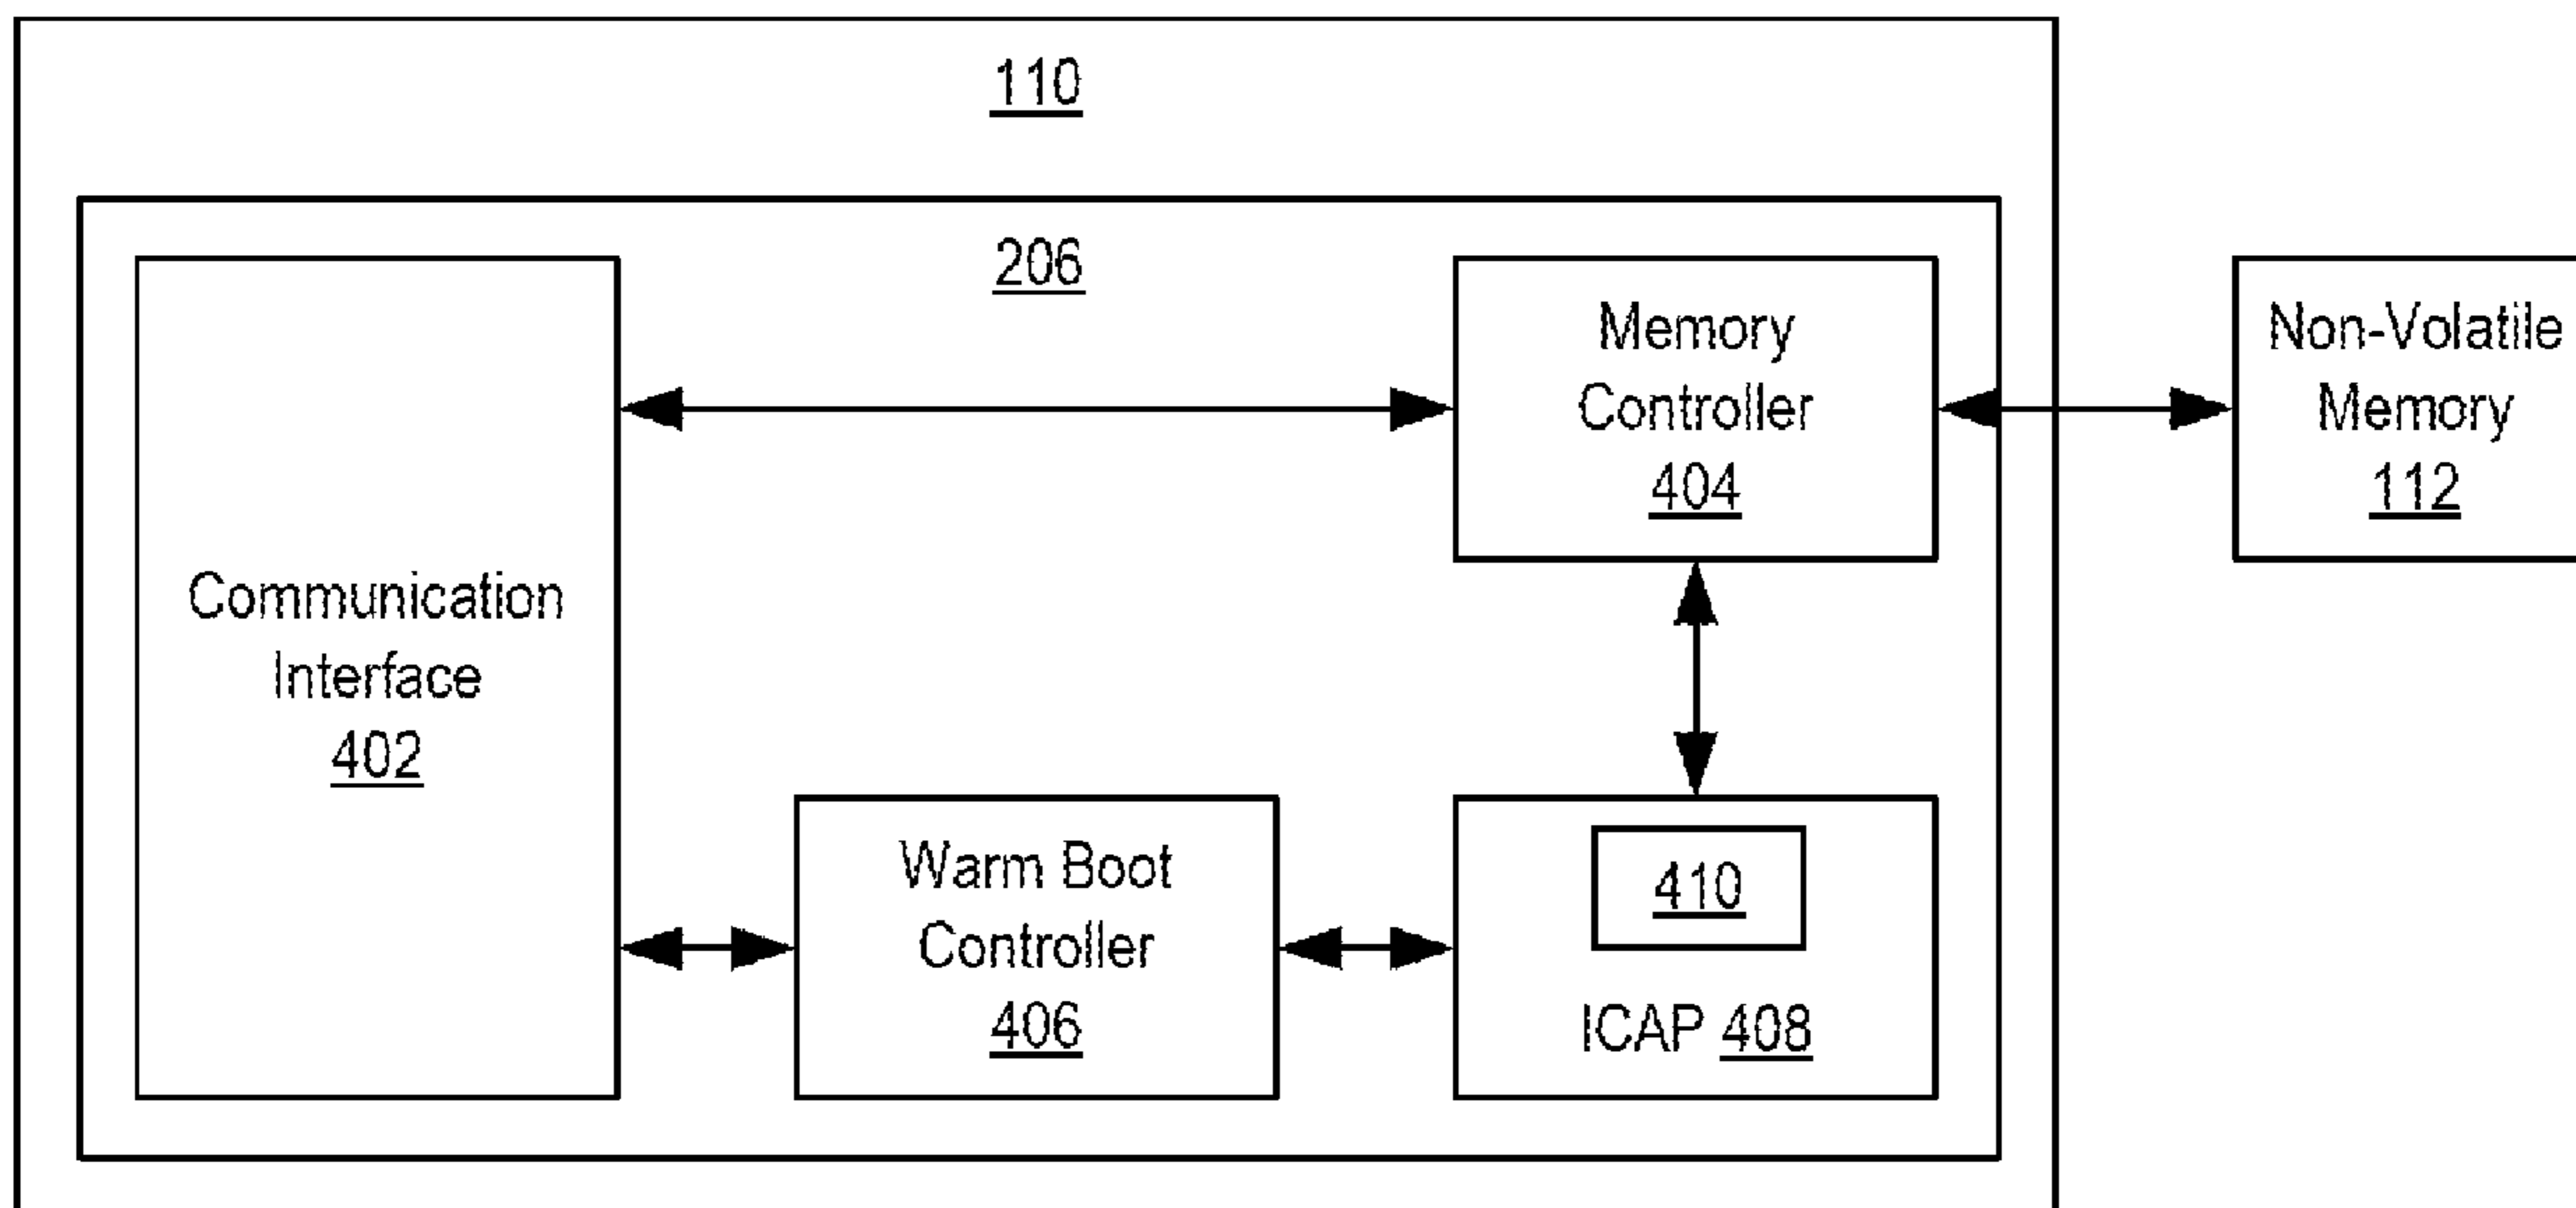 110
206
Communication
Interface
402
Memory
Controller
404
Non-Volatile
Memory
112
Warm Boot
Controller
406
410
ICAP 408